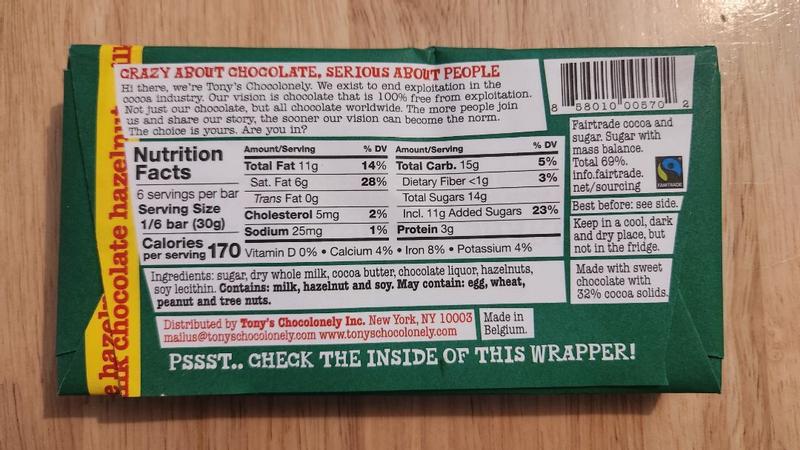 CRAZY ABOUT CHOCOLATE, SERIOUS ABOUT PEOPLE
Hi there, we're Tony's Chocolonely. We exist to end exploitation in the
cocoa industry. Our vision is chocolate that is 100% free from exploitation.
Not just our chocolate, but all chocolate worldwide. The more people join
us and share our story, the sooner our vision can become the norm.
The choice is yours. Are you in?
8 58010 00570 2
Nutrition
Facts
6 servings per bar
Serving Size
1/6 bar (30g)
Calories
per serving 170
Amount/Serving % DV
Total Fat 11g 14%
Sat. Fat 6g 28%
Trans Fat 0g
Cholesterol 5mg 2%
Sodium 25mg 1%
Amount/Serving % DV
Total Carb. 15g 5%
Dietary Fiber <1g 3%
Total Sugars 14g
Incl. 11g Added Sugars 23%
Protein 3g
Vitamin D 0% • Calcium 4% • Iron 8% • Potassium 4%
Ingredients: sugar, dry whole milk, cocoa butter, chocolate liquor, hazelnuts,
soy lecithin. Contains: milk, hazelnut and soy. May contain: egg, wheat,
peanut and tree nuts.
Distributed by Tony's Chocolonely Inc. New York, NY 10003
mailus@tonyschocolonely.com www.tonyschocolonely.com
Made in
Belgium.
Fairtrade cocoa and
sugar. Sugar with
mass balance.
Total 69%.
info.fairtrade.
net/sourcing
FAIRTRADE
Best before: see side.
Keep in a cool, dark
and dry place, but
not in the fridge.
Made with sweet
chocolate with
32% cocoa solids.
PSSST.. CHECK THE INSIDE OF THIS WRAPPER!
chocolate hazelnut